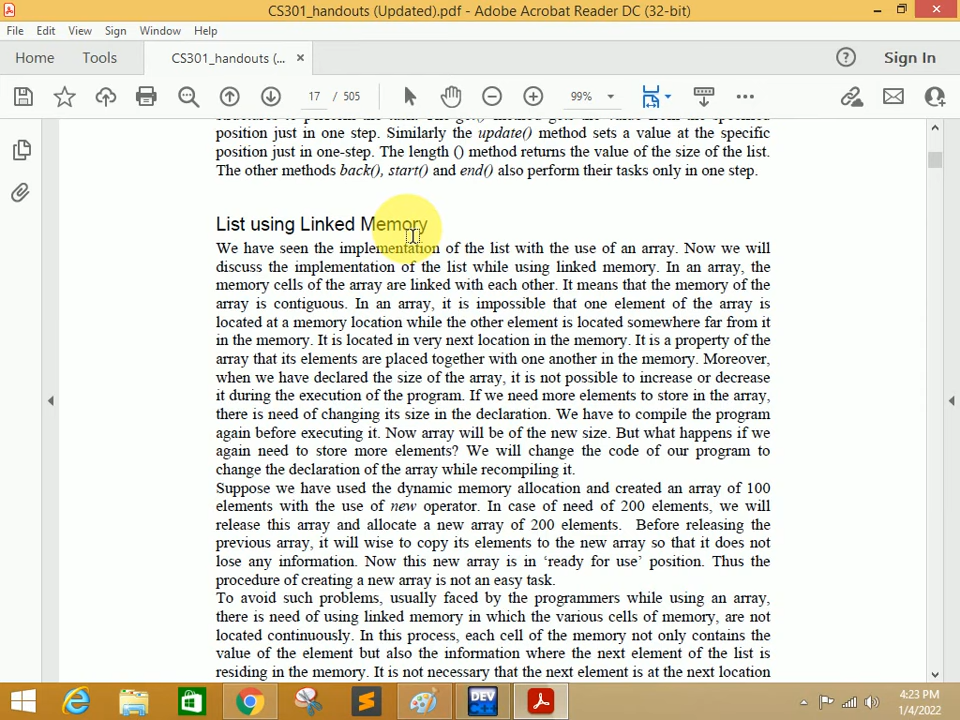 CS301_handouts (Updated).pdf - Adobe Acrobat Reader DC (32-bit)
File Edit View Sign Window Help
Home Tools CS301_handouts (... × Sign In
17 / 505 99%
structures to perform the task. The get() method gets the value from the specified
position just in one step. Similarly the update() method sets a value at the specific
position just in one-step. The length () method returns the value of the size of the list.
The other methods back(), start() and end() also perform their tasks only in one step.
List using Linked Memory
We have seen the implementation of the list with the use of an array. Now we will
discuss the implementation of the list while using linked memory. In an array, the
memory cells of the array are linked with each other. It means that the memory of the
array is contiguous. In an array, it is impossible that one element of the array is
located at a memory location while the other element is located somewhere far from it
in the memory. It is located in very next location in the memory. It is a property of the
array that its elements are placed together with one another in the memory. Moreover,
when we have declared the size of the array, it is not possible to increase or decrease
it during the execution of the program. If we need more elements to store in the array,
there is need of changing its size in the declaration. We have to compile the program
again before executing it. Now array will be of the new size. But what happens if we
again need to store more elements? We will change the code of our program to
change the declaration of the array while recompiling it.
Suppose we have used the dynamic memory allocation and created an array of 100
elements with the use of new operator. In case of need of 200 elements, we will
release this array and allocate a new array of 200 elements. Before releasing the
previous array, it will wise to copy its elements to the new array so that it does not
lose any information. Now this new array is in ‘ready for use’ position. Thus the
procedure of creating a new array is not an easy task.
To avoid such problems, usually faced by the programmers while using an array,
there is need of using linked memory in which the various cells of memory, are not
located continuously. In this process, each cell of the memory not only contains the
value of the element but also the information where the next element of the list is
residing in the memory. It is not necessary that the next element is at the next location
DEV
4:23 PM
1/4/2022